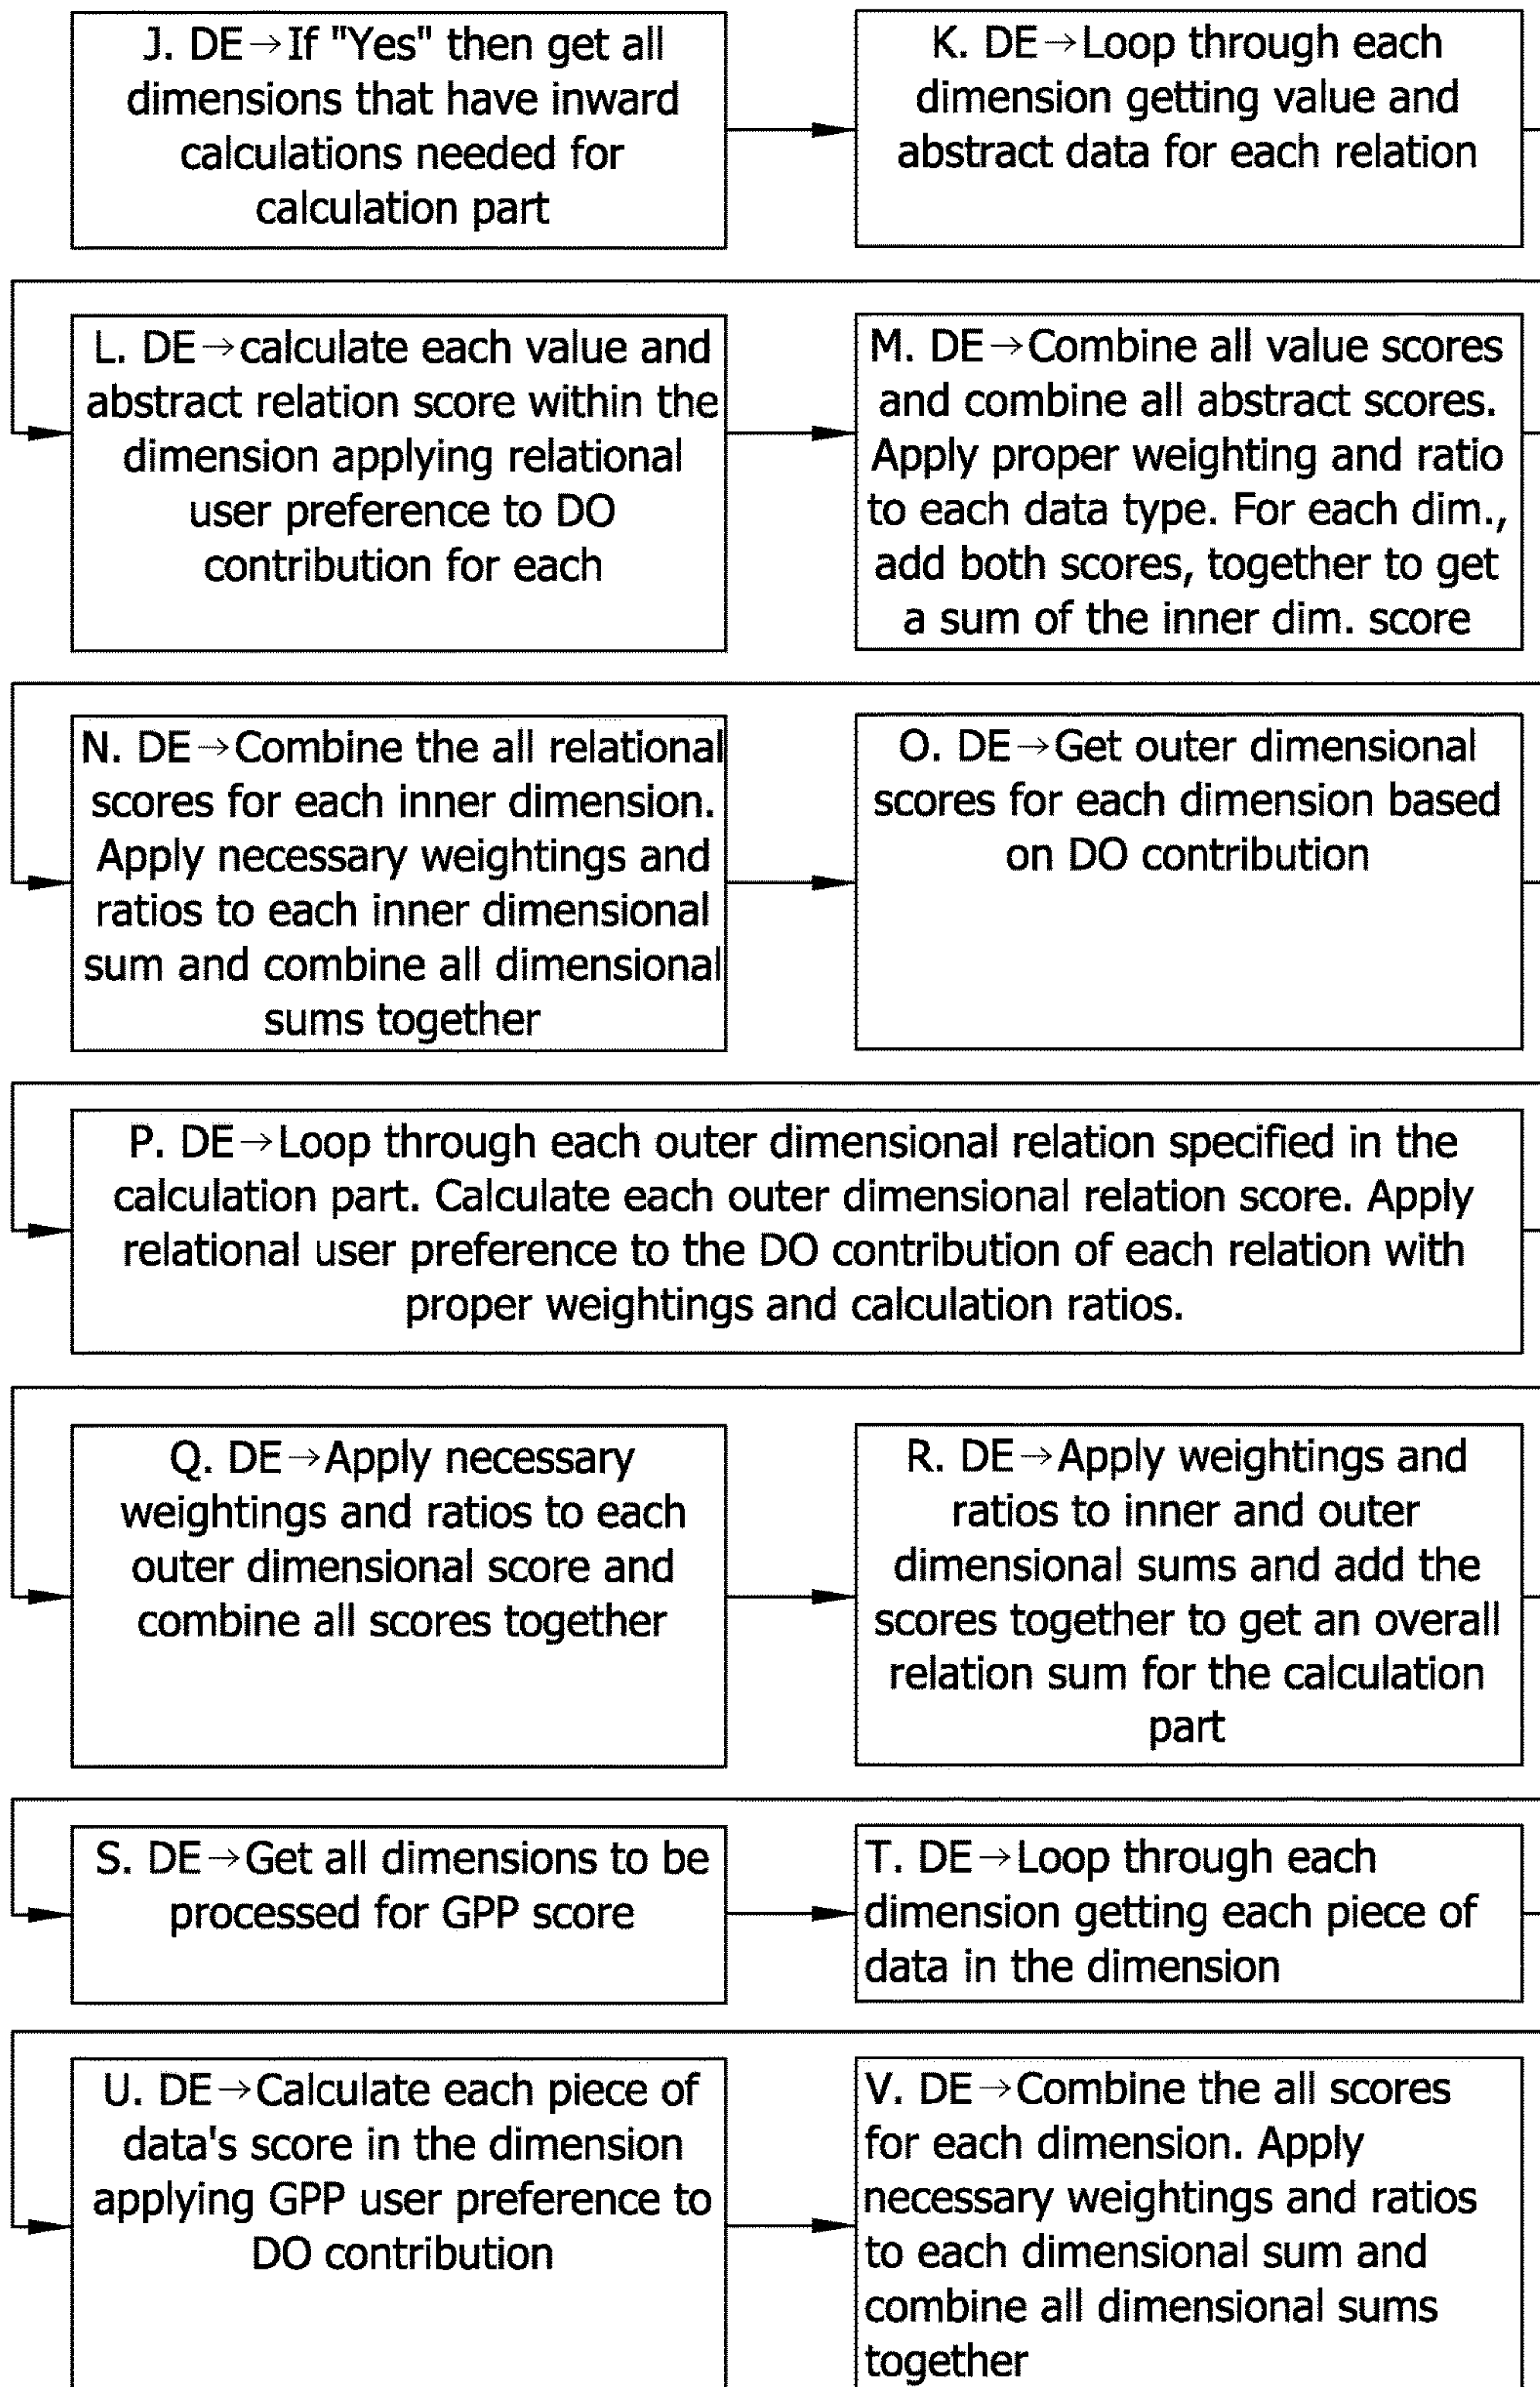 J. DE→If "Yes" then get all
dimensions that have inward
calculations needed for
calculation part
K. DE→Loop through each
dimension getting value and
abstract data for each relation
L. DE→calculate each value and
abstract relation score within the
dimension applying relational
user preference to DO
contribution for each
M. DE→Combine all value scores
and combine all abstract scores.
Apply proper weighting and ratio
to each data type. For each dim.,
add both scores, together to get
a sum of the inner dim. score
N. DE→Combine the all relational
scores for each inner dimension.
Apply necessary weightings and
ratios to each inner dimensional
sum and combine all dimensional
sums together
O. DE→Get outer dimensional
scores for each dimension based
on DO contribution
P. DE→Loop through each outer dimensional relation specified in the
calculation part. Calculate each outer dimensional relation score. Apply
relational user preference to the DO contribution of each relation with
proper weightings and calculation ratios.
Q. DE→Apply necessary
weightings and ratios to each
outer dimensional score and
combine all scores together
R. DE→Apply weightings and
ratios to inner and outer
dimensional sums and add the
scores together to get an overall
relation sum for the calculation
part
S. DE→Get all dimensions to be
processed for GPP score
T. DE→Loop through each
dimension getting each piece of
data in the dimension
U. DE→Calculate each piece of
data's score in the dimension
applying GPP user preference to
DO contribution
V. DE→Combine the all scores
for each dimension. Apply
necessary weightings and ratios
to each dimensional sum and
combine all dimensional sums
together